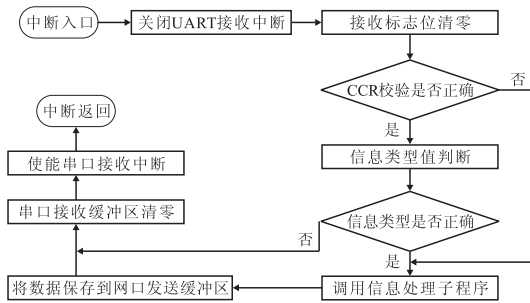 中断入口
关闭UART接收中断
接收标志位清零
CCR校验是否正确
否
是
信息类型值判断
信息类型是否正确
否
是
调用信息处理子程序
将数据保存到网口发送缓冲区
串口接收缓冲区清零
使能串口接收中断
中断返回